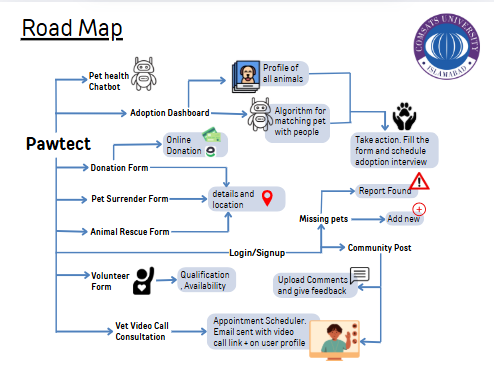 Road Map
COMSATS UNIVERSITY
ISLAMABAD
Pet health
Chatbot
Profile of
all animals
Adoption Dashboard
Algorithm for
matching pet
with people
Pawtect
Online
Donation
Take action. Fill the
form and schedule
adoption interview
Donation Form
Report Found
Pet Surrender Form
details and
location
Missing pets
Add new
Animal Rescue Form
Login/Signup
Community Post
Volunteer
Form
Qualification
, Availability
Upload Comments
and give feedback
Vet Video Call
Consultation
Appointment Scheduler.
Email sent with video
call link + on user profile